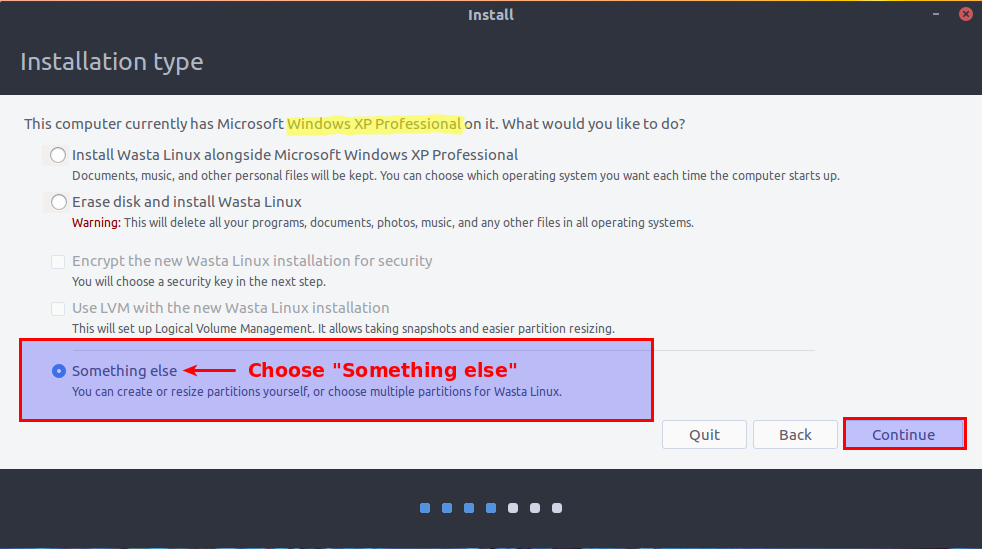 Install
Installation type
This computer currently has Microsoft Windows XP Professional on it. What would you like to do?
Install Wasta Linux alongside Microsoft Windows XP Professional
Documents, music, and other personal files will be kept. You can choose which operating system you want each time the computer starts up.
Erase disk and install Wasta Linux
Warning: This will delete all your programs, documents, photos, music, and any other files in all operating systems.
Encrypt the new Wasta Linux installation for security
You will choose a security key in the next step.
Use LVM with the new Wasta Linux installation
This will set up Logical Volume Management. It allows taking snapshots and easier partition resizing.
Something else Choose "Something else"
You can create or resize partitions yourself, or choose multiple partitions for Wasta Linux.
Quit Back Continue